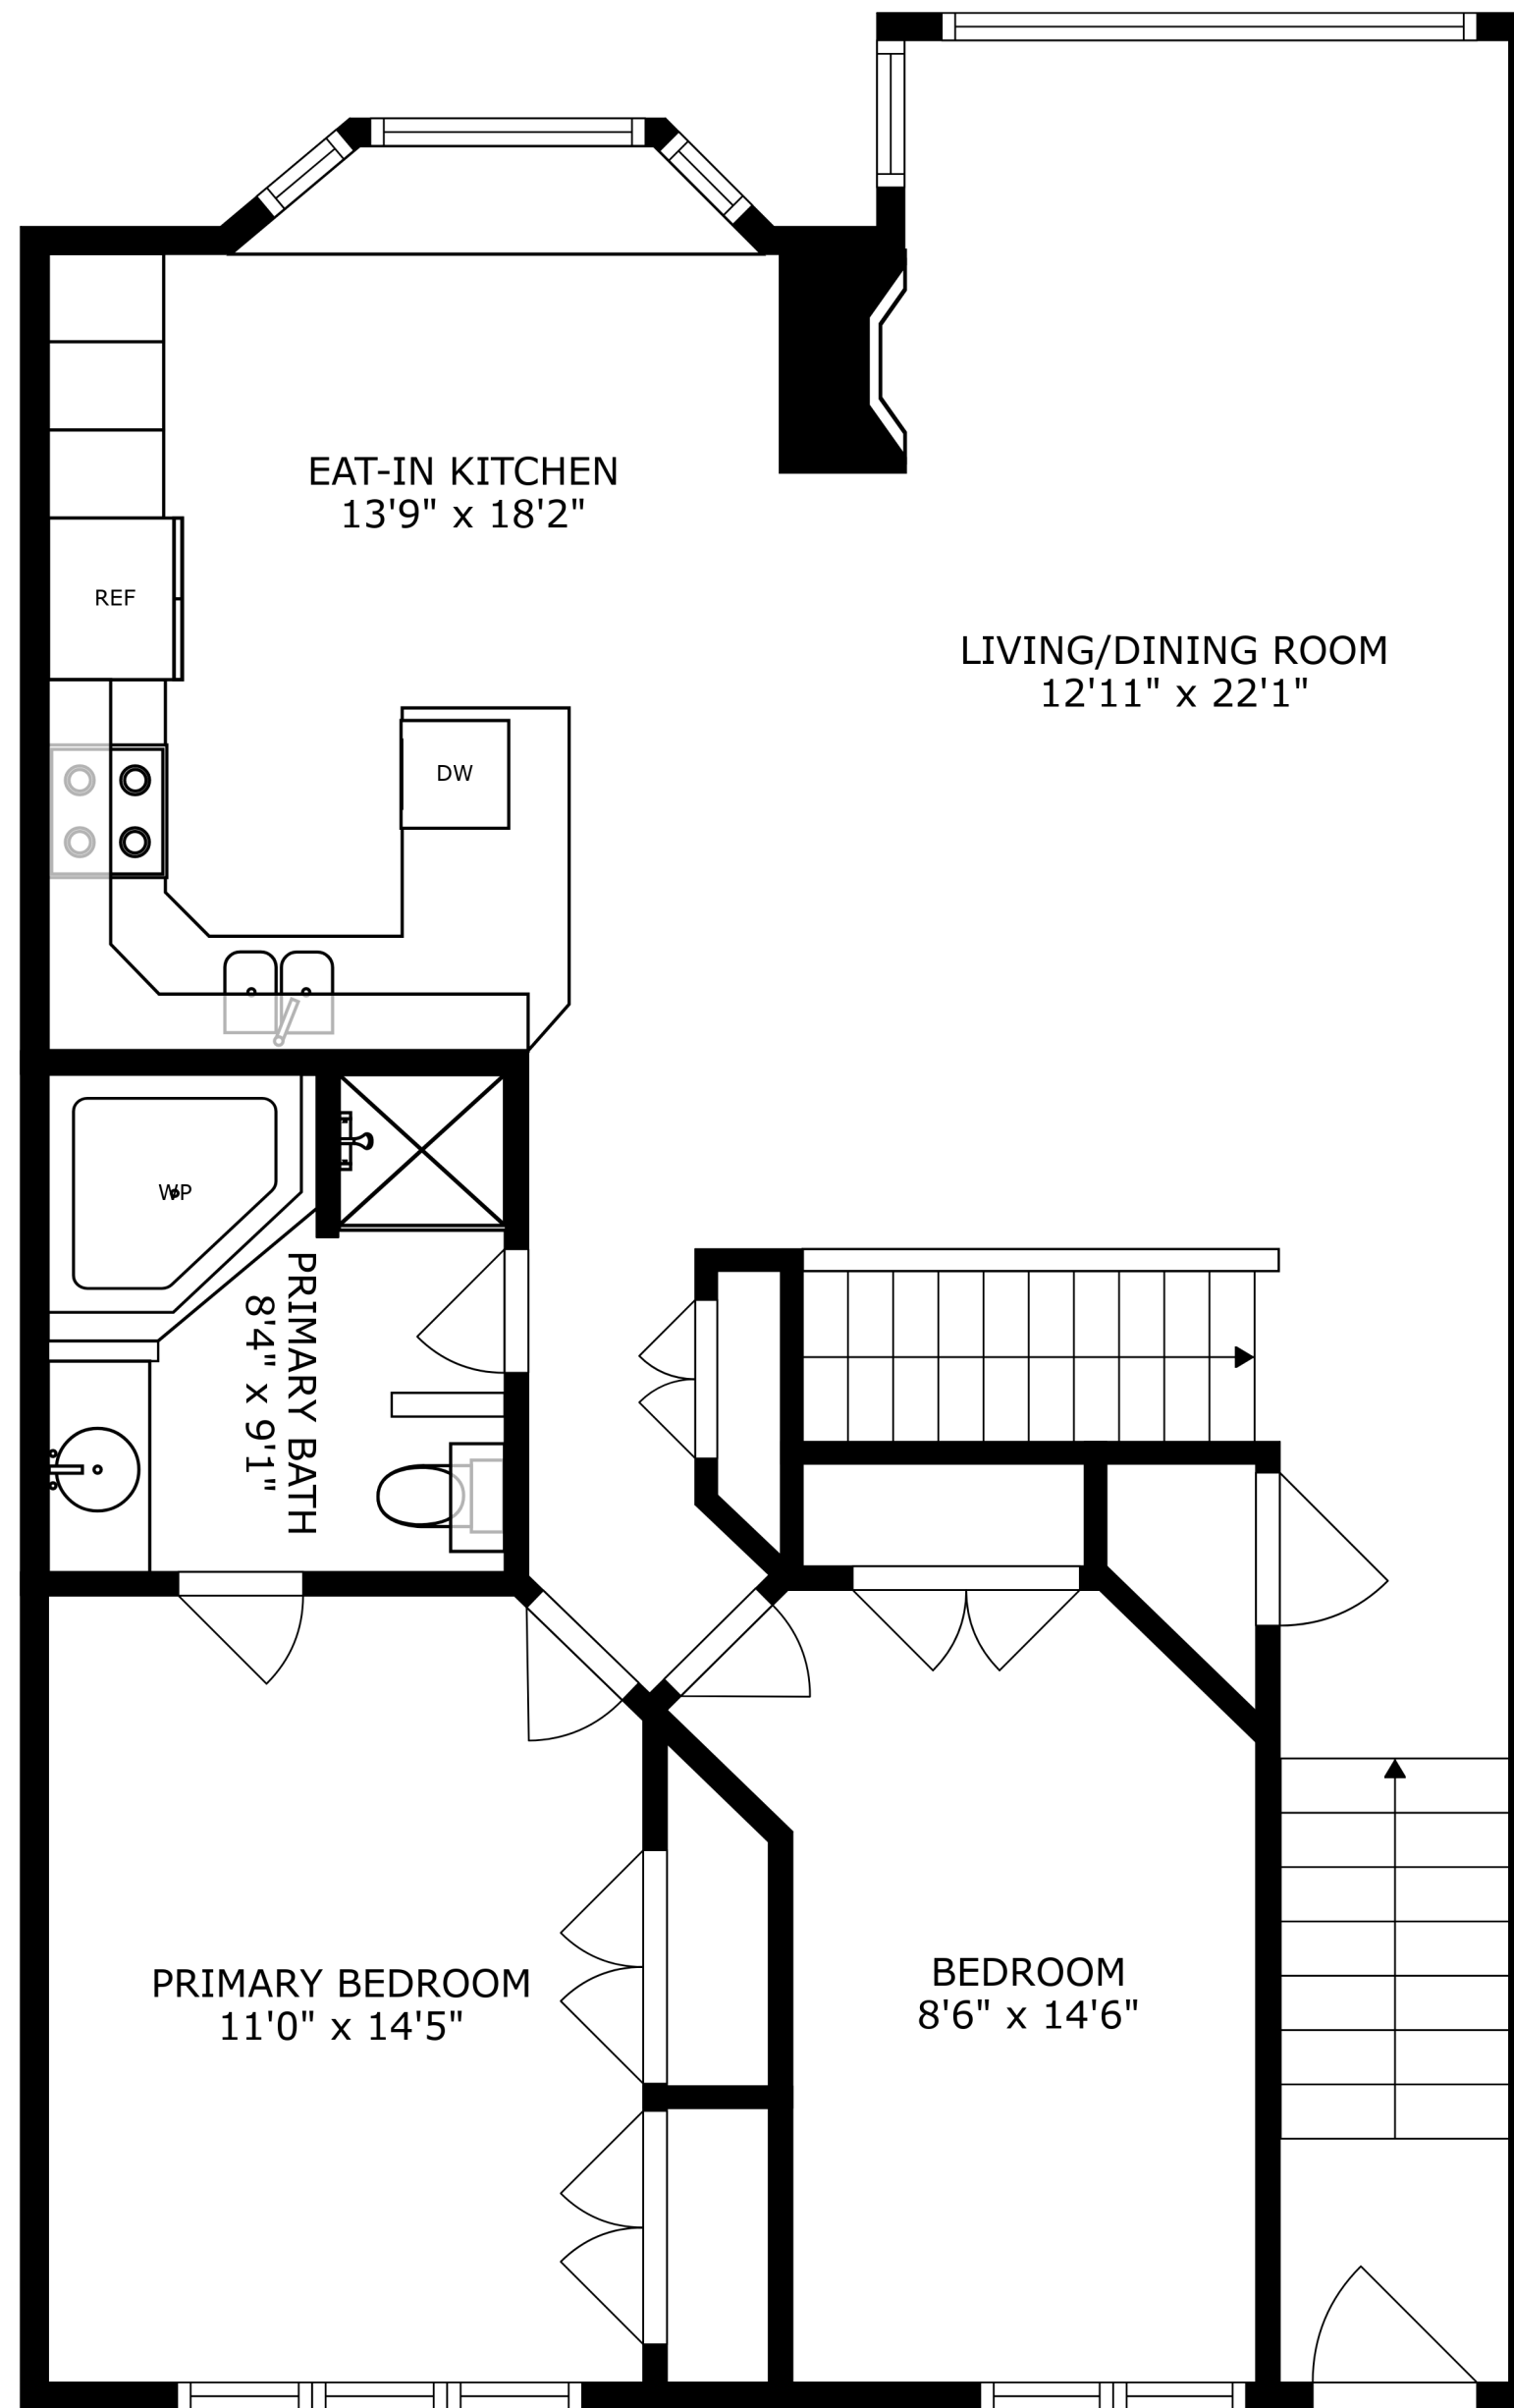 EAT-IN KITCHEN
13'9" x 18'2"
REF
LIVING/DINING ROOM
12'11" x 22'1"
DW
WP
PRIMARY BATH
8'4" x 9'1"
PRIMARY BEDROOM
11'0" x 14'5"
BEDROOM
8'6" x 14'6"